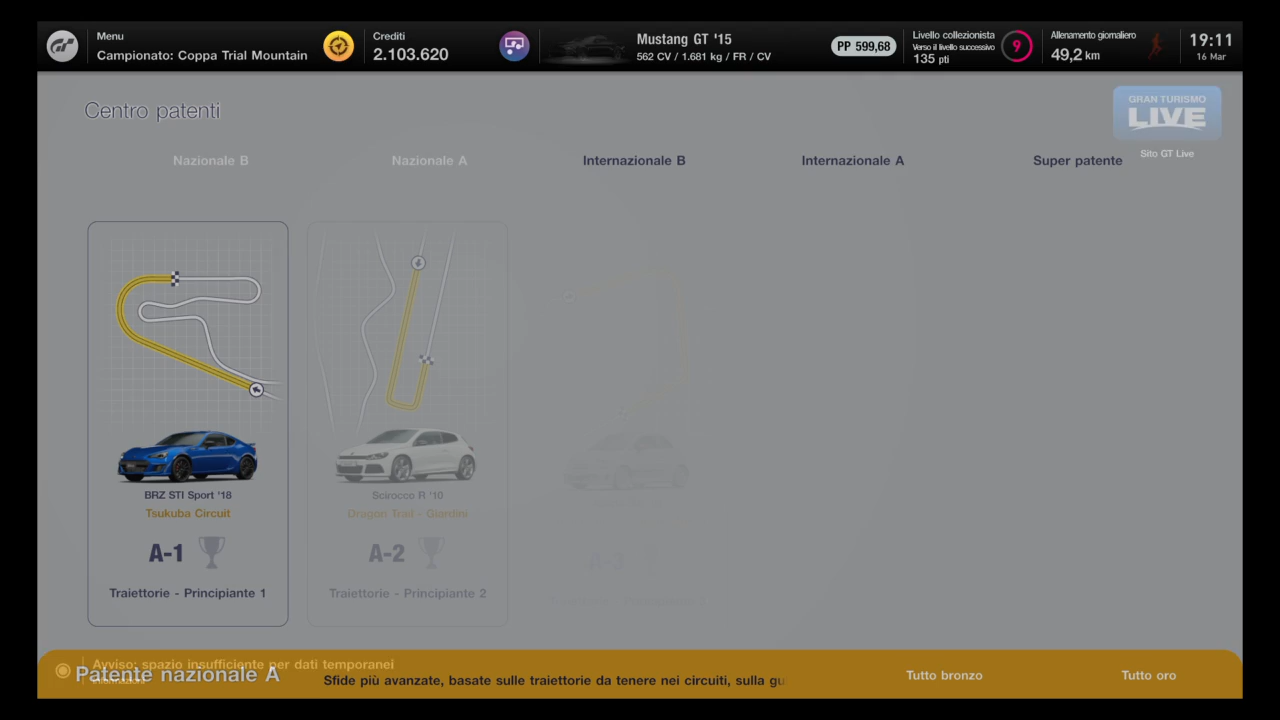 Menu
Campionato: Coppa Trial Mountain
Crediti
2.103.620
Mustang GT '15
562 CV / 1.681 kg / FR / CV
PP 599,68
Livello collezionista
Verso il livello successivo
135 pti
9
Allenamento giornaliero
49,2 km
19:11
16 Mar
Centro patenti
GRAN TURISMO
LIVE
Sito GT Live
Nazionale B
Nazionale A
Internazionale B
Internazionale A
Super patente
BRZ STI Sport '18
Tsukuba Circuit
A-1
Traiettorie - Principiante 1
Scirocco R '10
Dragon Trail - Giardini
A-2
Traiettorie - Principiante 2
A-3
Avviso: spazio insufficiente per dati temporanei
Patente nazionale A
Sfide più avanzate, basate sulle traiettorie da tenere nei circuiti, sulla gu
Tutto bronzo
Tutto oro